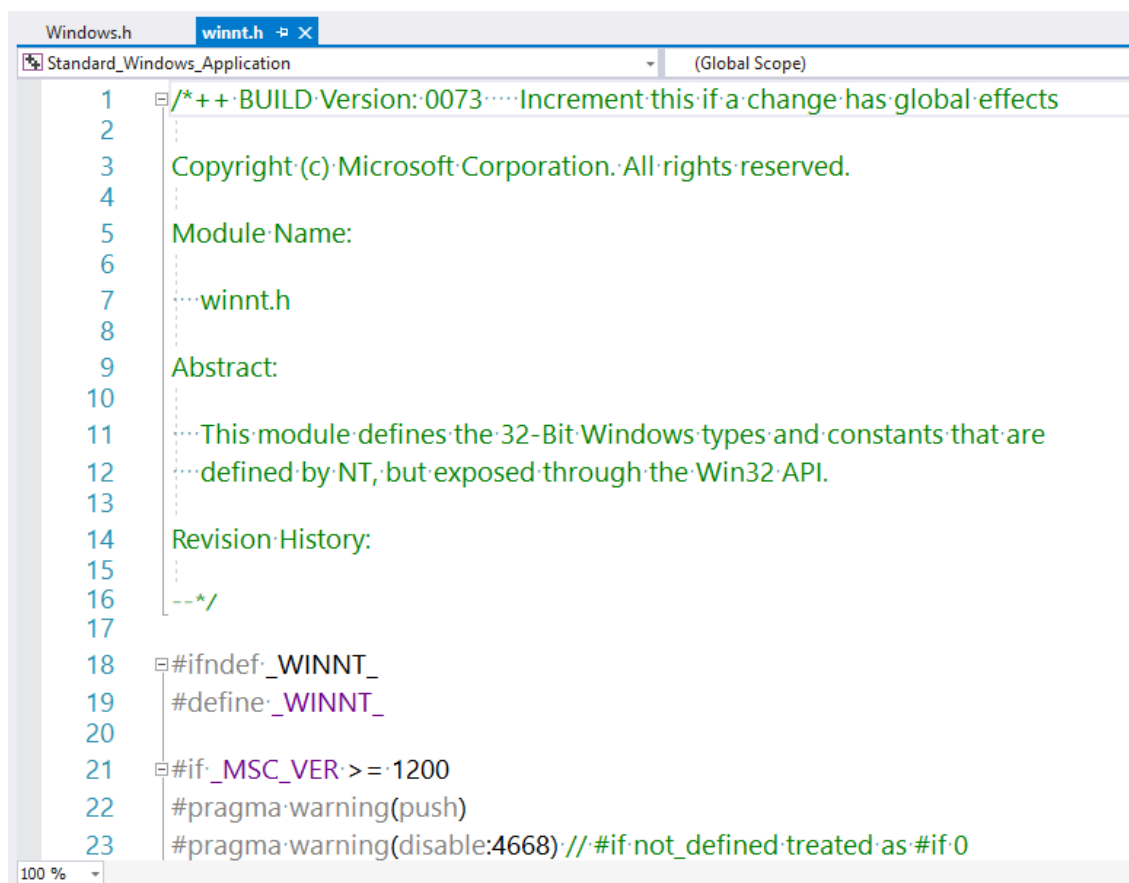 Windows.h winnt.h
Standard_Windows_Application (Global Scope)
1 /*++ BUILD Version: 0073     Increment this if a change has global effects
2
3 Copyright (c) Microsoft Corporation. All rights reserved.
4
5 Module Name:
6
7     winnt.h
8
9 Abstract:
10
11     This module defines the 32-Bit Windows types and constants that are
12     defined by NT, but exposed through the Win32 API.
13
14 Revision History:
15
16 --*/
17
18 #ifndef _WINNT_
19 #define _WINNT_
20
21 #if _MSC_VER >= 1200
22 #pragma warning(push)
23 #pragma warning(disable:4668) // #if not_defined treated as #if 0
100 %